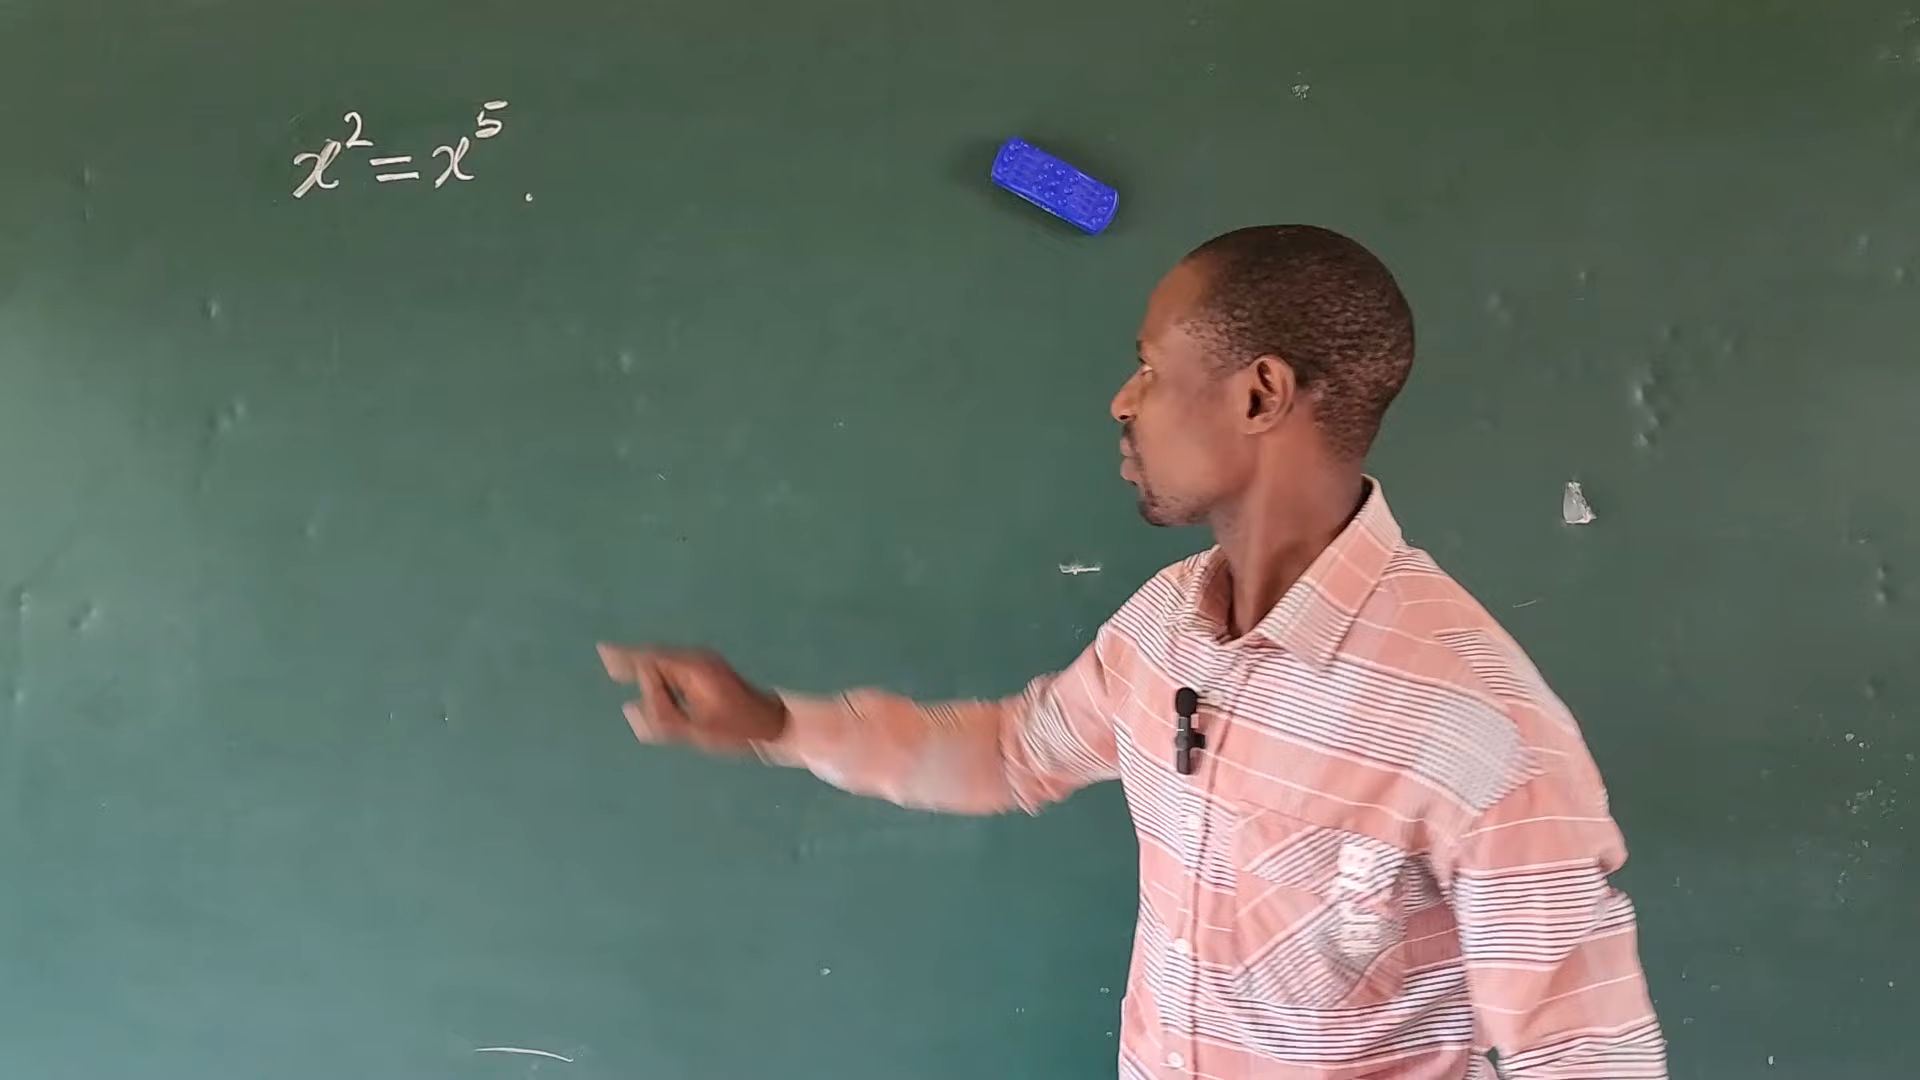 x² = x⁵.